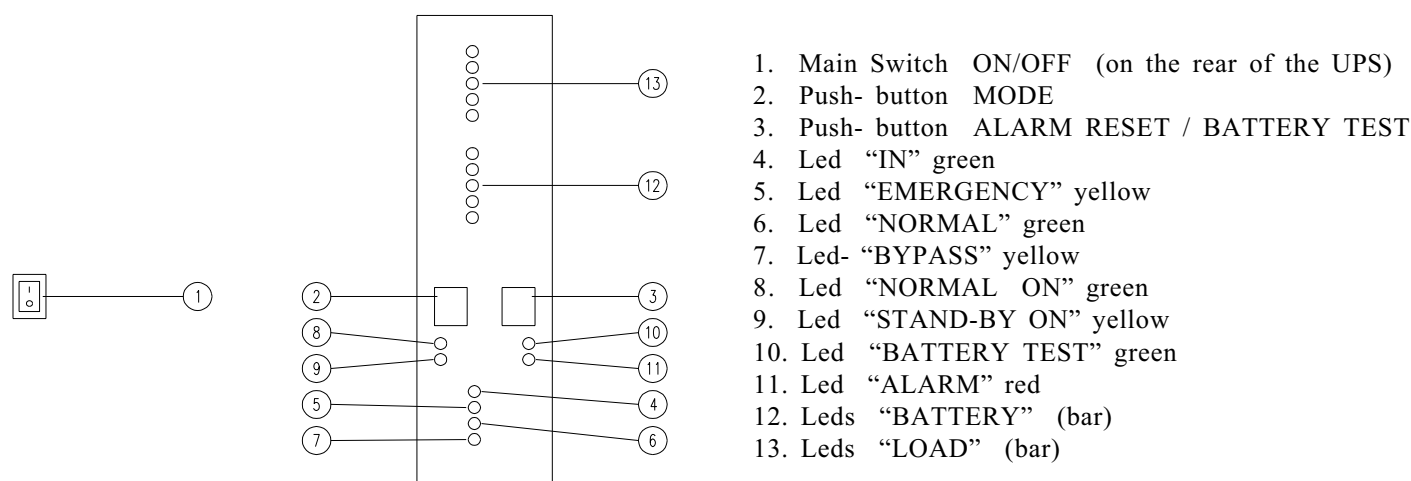 1. Main Switch ON/OFF (on the rear of the UPS)
2. Push- button MODE
3. Push- button ALARM RESET / BATTERY TEST
4. Led “IN” green
5. Led “EMERGENCY” yellow
6. Led “NORMAL” green
7. Led- “BYPASS” yellow
8. Led “NORMAL ON” green
9. Led “STAND-BY ON” yellow
10. Led “BATTERY TEST” green
11. Led “ALARM” red
12. Leds “BATTERY” (bar)
13. Leds “LOAD” (bar)
13
12
1
2
3
8
10
9
11
5
4
7
6